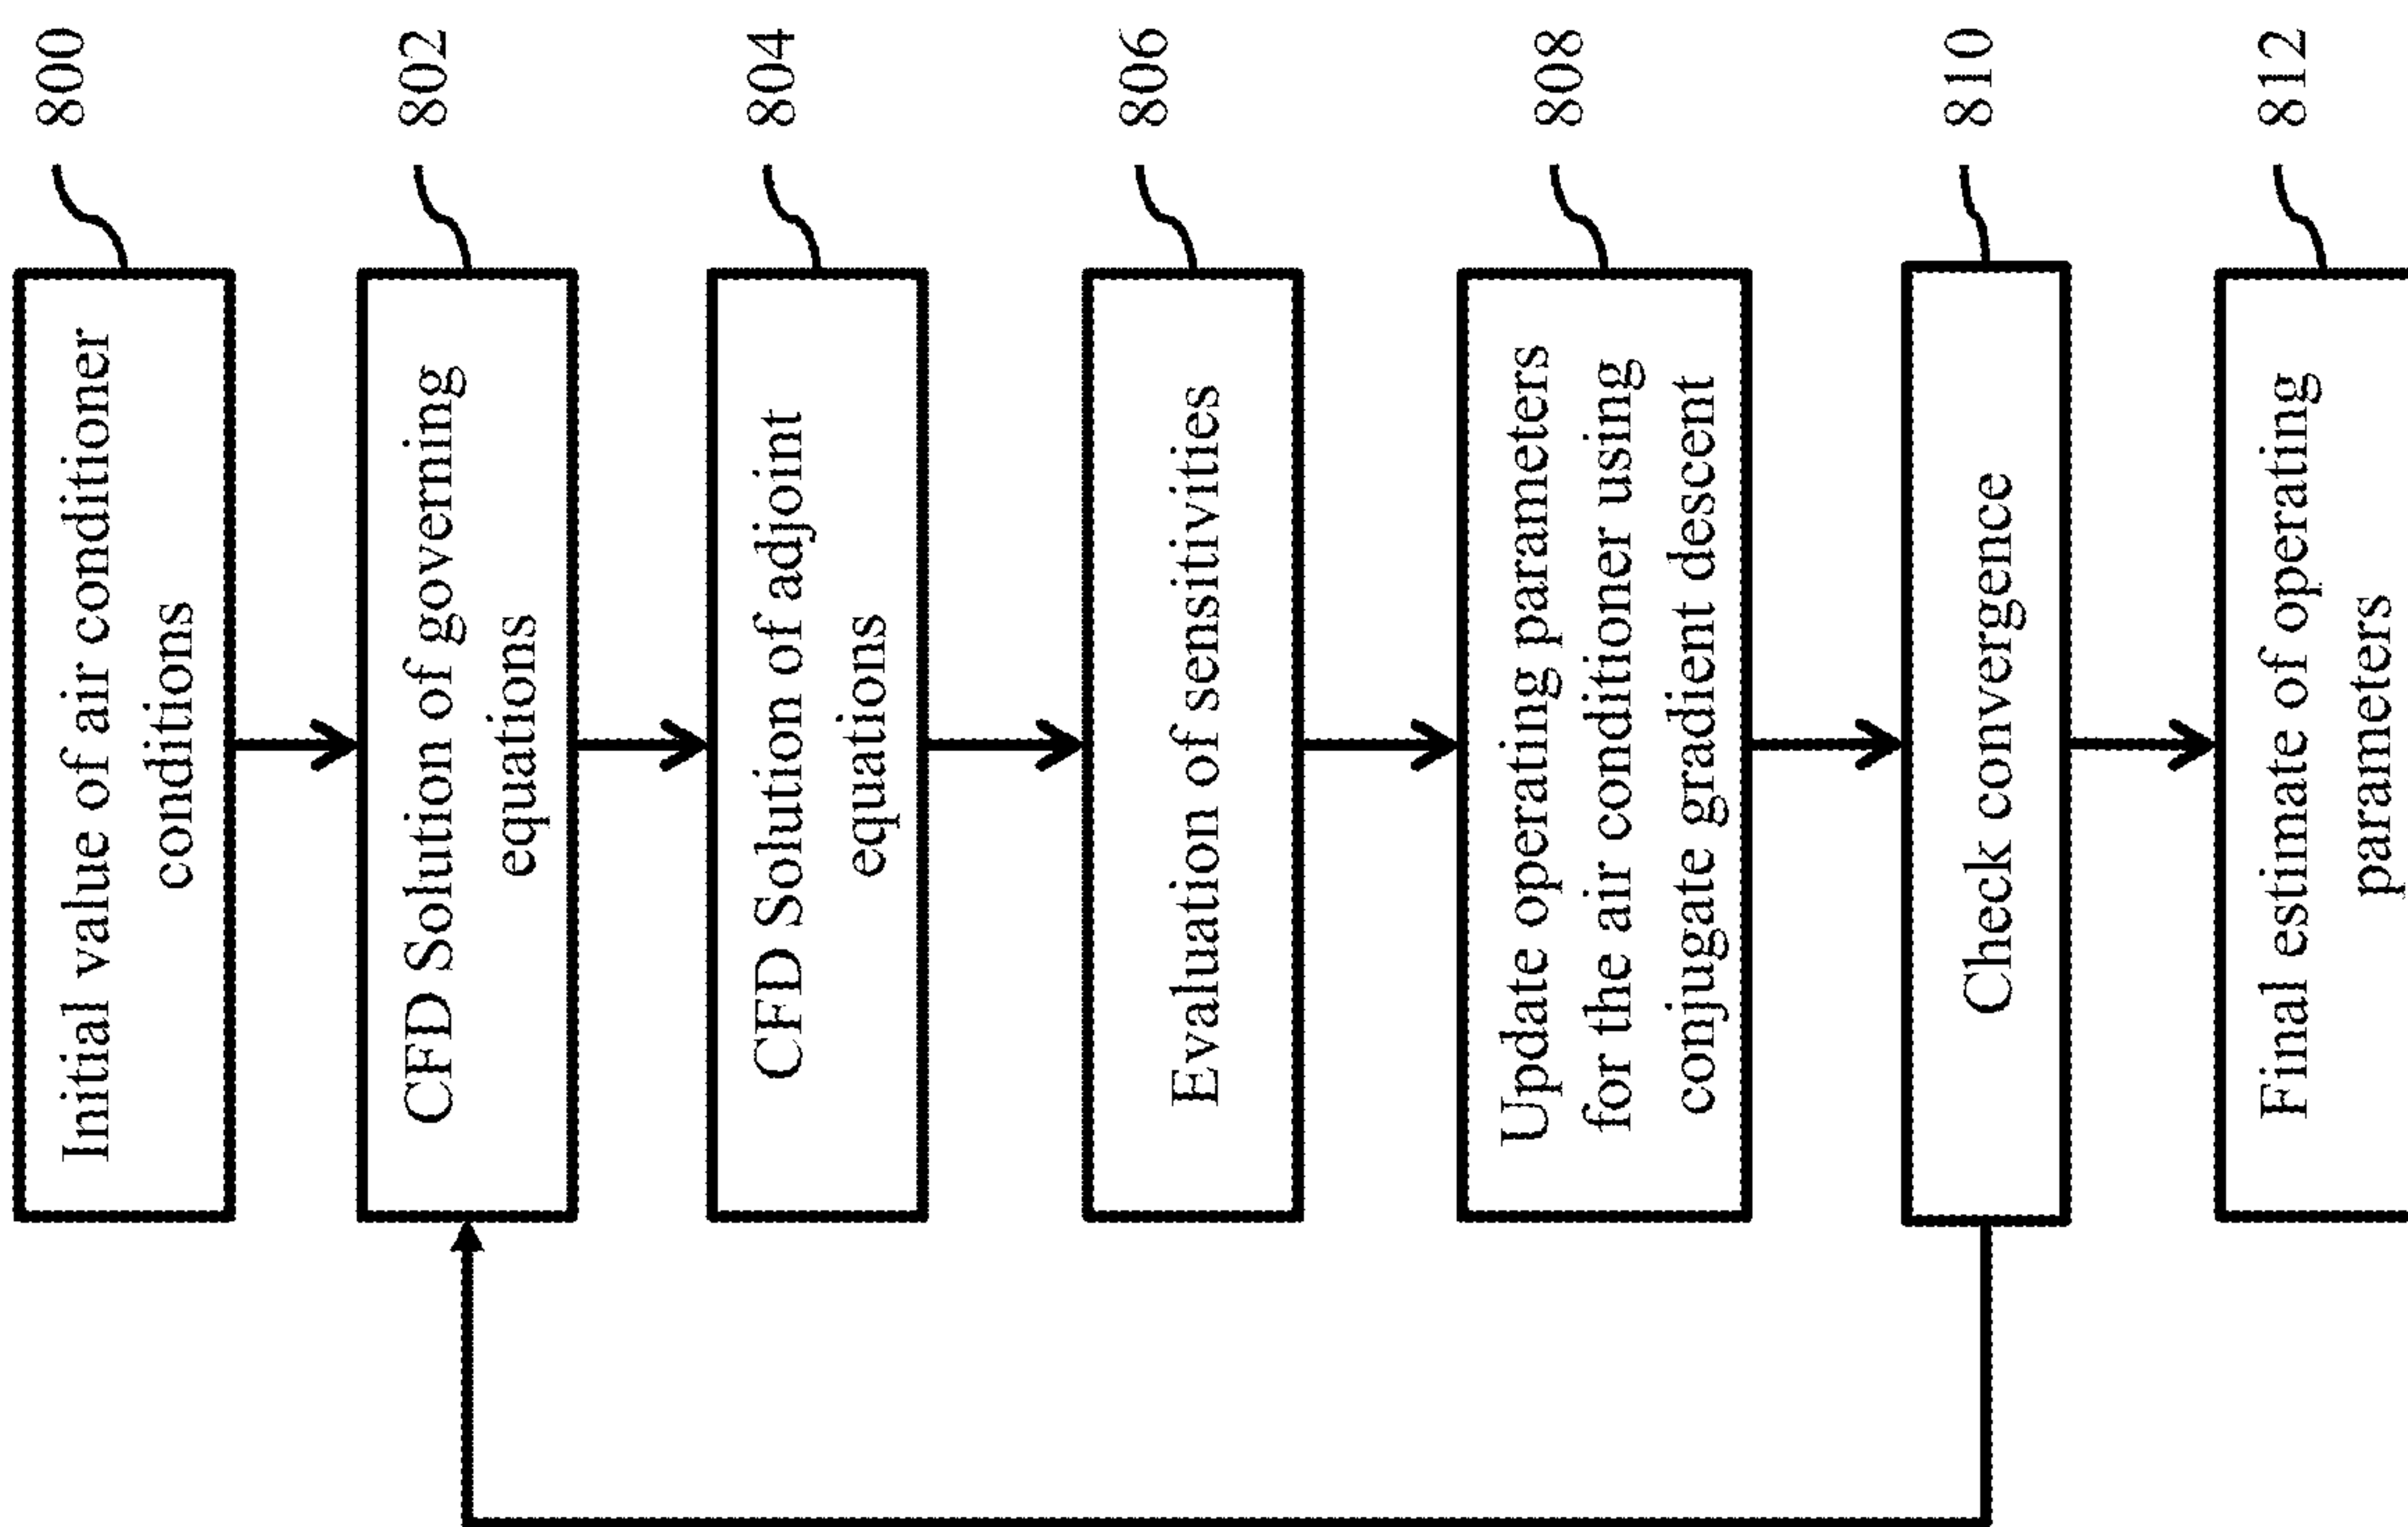 Initial value of air conditioner
conditions
800
CFD Solution of governing
equations
802
CFD Solution of adjoint
equations
804
Evaluation of sensitivities
806
Update operating parameters
for the air conditioner using
conjugate gradient descent
808
Check convergence
810
Final estimate of operating
parameters
812